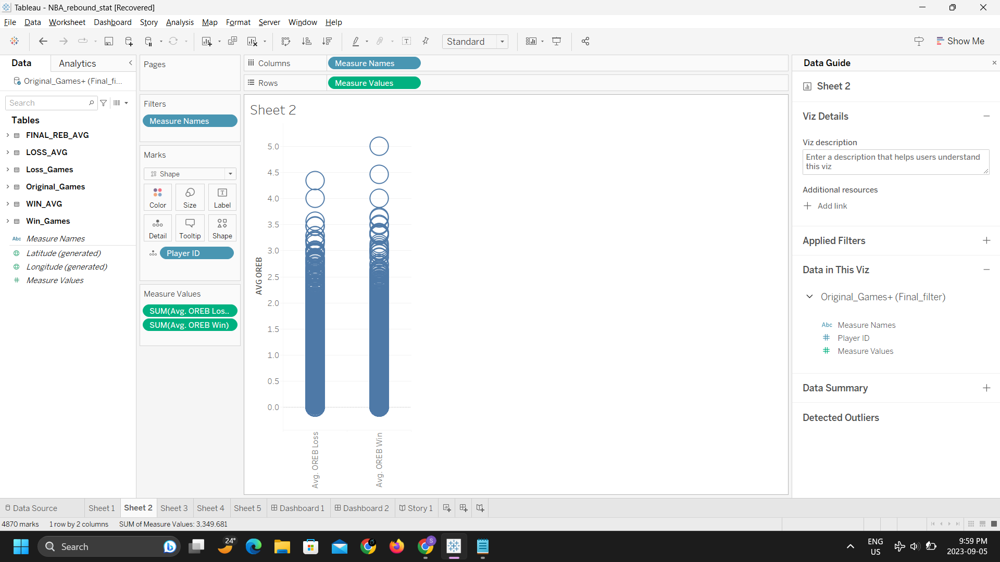 Tableau - NBA_rebound_stat [Recovered]
File Data Worksheet Dashboard Story Analysis Map Format Server Window Help
Standard
Show Me
Data Analytics
Original_Games+ (Final_fi...
Search
Tables
FINAL_REB_AVG
LOSS_AVG
Loss_Games
Original_Games
WIN_AVG
Win_Games
Abc Measure Names
Latitude (generated)
Longitude (generated)
# Measure Values
Pages
Filters
Measure Names
Marks
Shape
Color Size Label
Detail Tooltip Shape
Player ID
Measure Values
SUM(Avg. OREB Los..
SUM(Avg. OREB Win)
Columns Measure Names
Rows Measure Values
Sheet 2
5.0
4.5
4.0
3.5
3.0
2.5
2.0
1.5
1.0
0.5
0.0
AVG OREB
Avg. OREB Loss
Avg. OREB Win
Data Guide
Sheet 2
Viz Details
Viz description
Enter a description that helps users understand
this viz
Additional resources
Add link
Applied Filters
Data in This Viz
Original_Games+ (Final_filter)
Abc Measure Names
# Player ID
# Measure Values
Data Summary
Detected Outliers
Data Source Sheet 1 Sheet 2 Sheet 3 Sheet 4 Sheet 5 Dashboard 1 Dashboard 2 Story 1
4870 marks 1 row by 2 columns SUM of Measure Values: 3,349.681
Search
24°
S
ENG
US
9:59 PM
2023-09-05